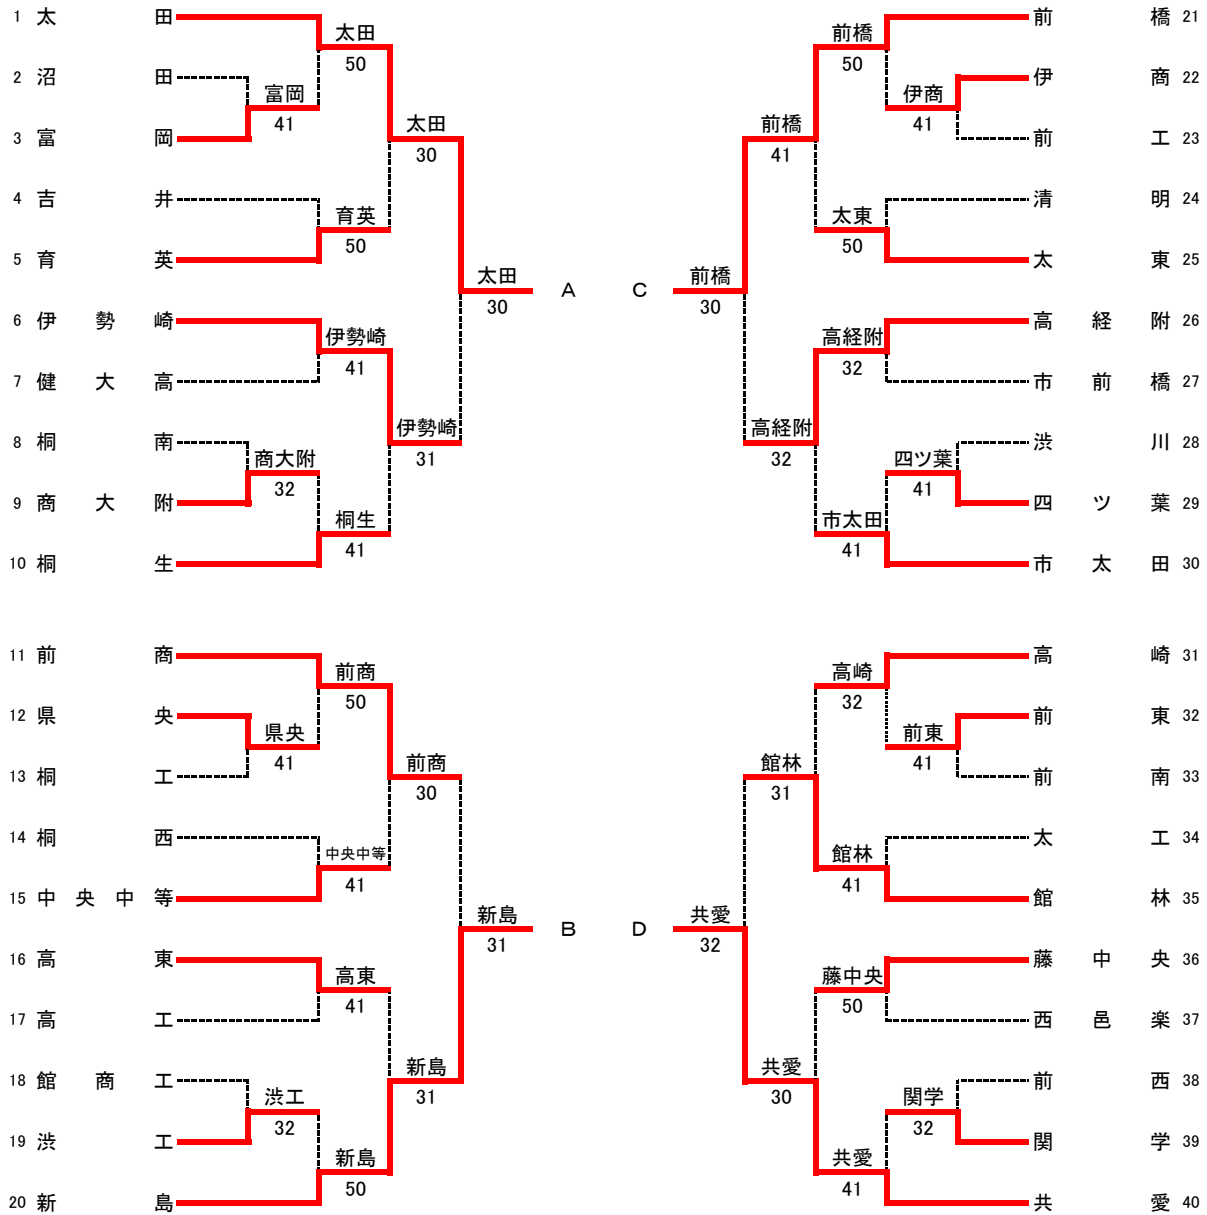 1 太田
太田
50
2 沼田
富岡
41
3 富岡
太田
30
4 吉井
育英
50
5 育英
太田
30
A
6 伊勢崎
伊勢崎
41
7 健大高
伊勢崎
31
8 桐南
商大附
32
9 商大附
桐生
41
10 桐生
前橋 21
前橋
50
伊商 22
伊商
41
前工 23
前橋
41
清明 24
太東
50
太東 25
C
前橋
30
高経附 26
高経附
32
市前橋 27
高経附
32
渋川 28
四ツ葉
41
四ツ葉 29
市太田
41
市太田 30
11 前商
前商
50
12 県央
県央
41
13 桐工
前商
30
14 桐西
中央中等
41
15 中央中等
新島
31
B
16 高東
高東
41
17 高工
新島
31
18 館商工
渋工
32
19 渋工
新島
50
20 新島
高崎 31
高崎
32
前東 32
前東
41
前南 33
館林
31
太工 34
館林
41
館林 35
D
共愛
32
藤中央 36
藤中央
50
西邑楽 37
共愛
30
前西 38
関学
32
関学 39
共愛
41
共愛 40